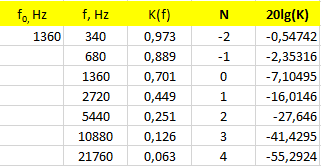 f₀, Hz f, Hz K(f) N 20lg(K)
1360 340 0,973 -2 -0,54742
680 0,889 -1 -2,35316
1360 0,701 0 -7,10495
2720 0,449 1 -16,0146
5440 0,251 2 -27,646
10880 0,126 3 -41,4295
21760 0,063 4 -55,2924